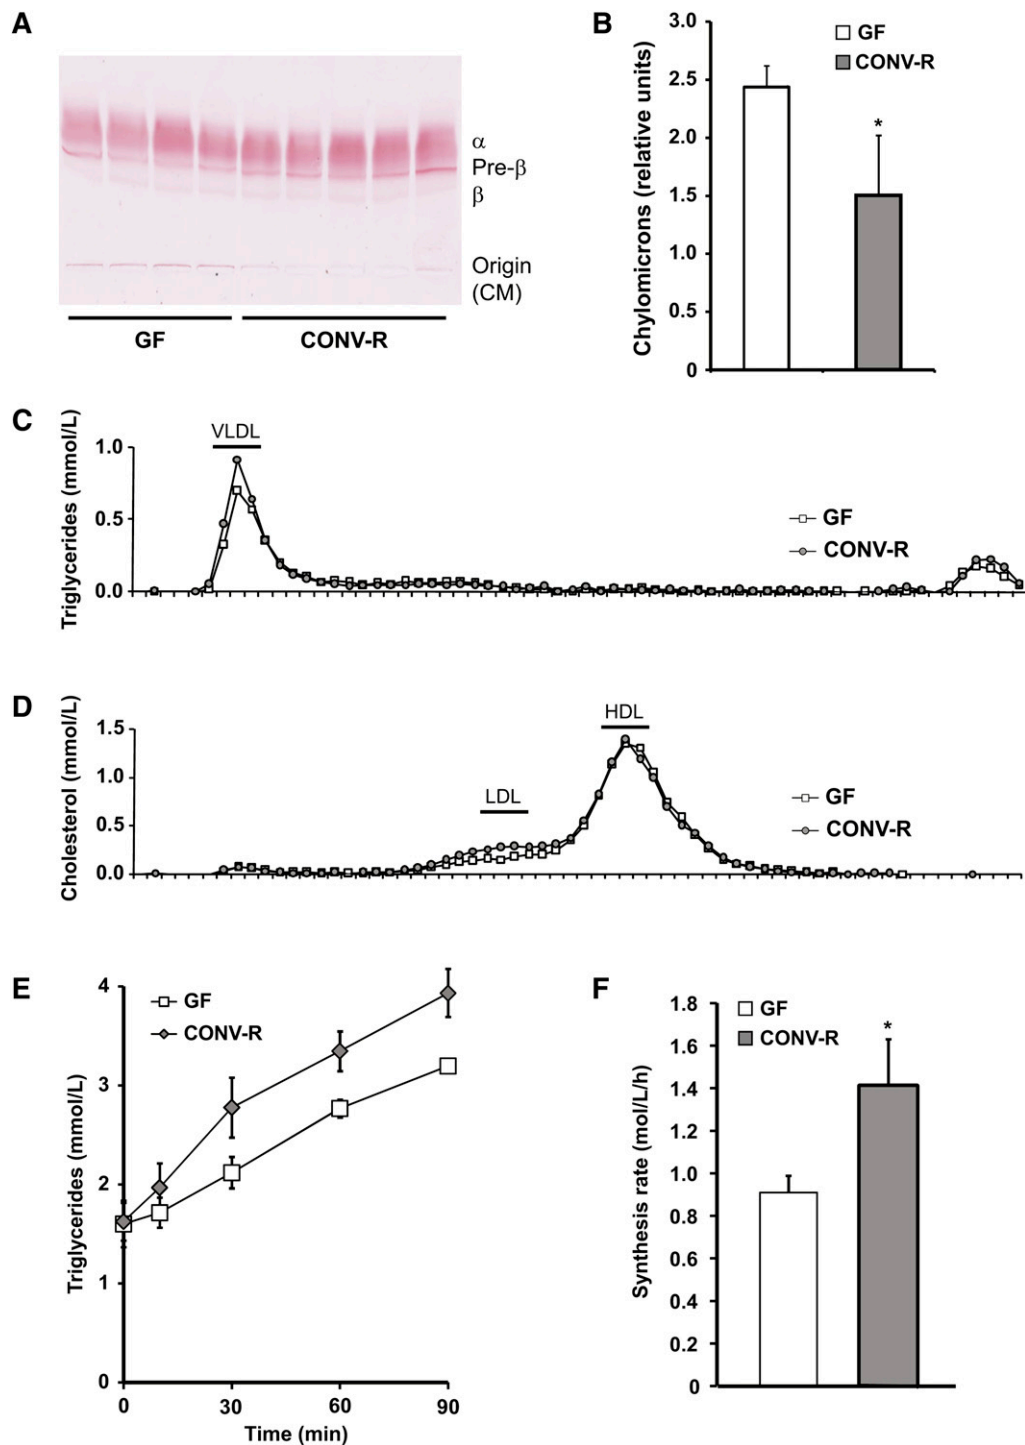 A
α
Pre-β
β
Origin
(CM)
GF
CONV-R
B
Chylomicrons (relative units)
3.0
2.5
2.0
1.5
1.0
0.5
0
GF
CONV-R
*
C
Triglycerides (mmol/L)
1.0
0.5
0.0
VLDL
GF
CONV-R
D
Cholesterol (mmol/L)
1.5
1.0
0.5
0.0
LDL
HDL
GF
CONV-R
E
Triglycerides (mmol/L)
4
3
2
1
0
GF
CONV-R
0
30
60
90
Time (min)
F
Synthesis rate (mol/L/h)
1.8
1.6
1.4
1.2
1.0
0.8
0.6
0.4
0.2
0
GF
CONV-R
*